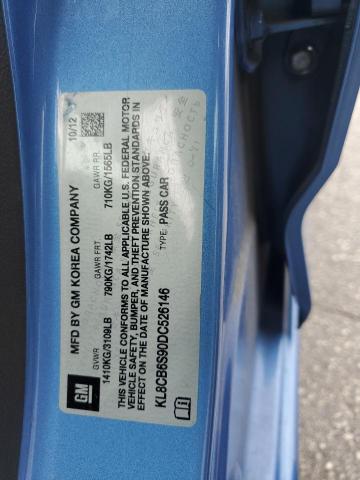 GM
MFD BY GM KOREA COMPANY
10/12
GVWR
GAWR FRT
GAWR RR
1410KG/3109LB
790KG/1742LB
710KG/1565LB
THIS VEHICLE CONFORMS TO ALL APPLICABLE U.S. FEDERAL MOTOR
VEHICLE SAFETY, BUMPER, AND THEFT PREVENTION STANDARDS IN
EFFECT ON THE DATE OF MANUFACTURE SHOWN ABOVE.
KL8CB6S90DC526146
TYPE: PASS CAR